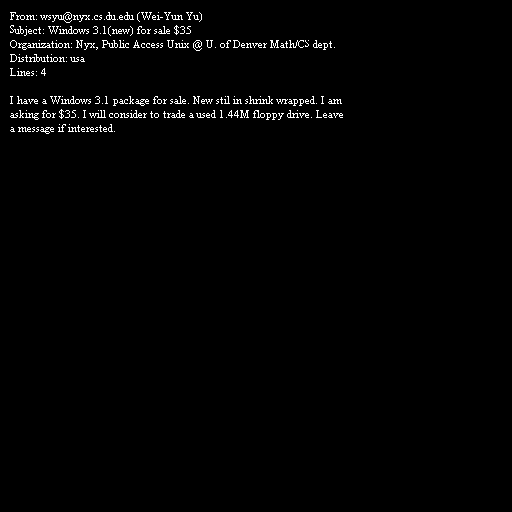 From: wsyu@nyx.cs.du.edu (Wei-Yun Yu)
Subject: Windows 3.1(new) for sale $35
Organization: Nyx, Public Access Unix @ U. of Denver Math/CS dept.
Distribution: usa
Lines: 4

I have a Windows 3.1 package for sale. New stil in shrink wrapped. I am
asking for $35. I will consider to trade a used 1.44M floppy drive. Leave
a message if interested.